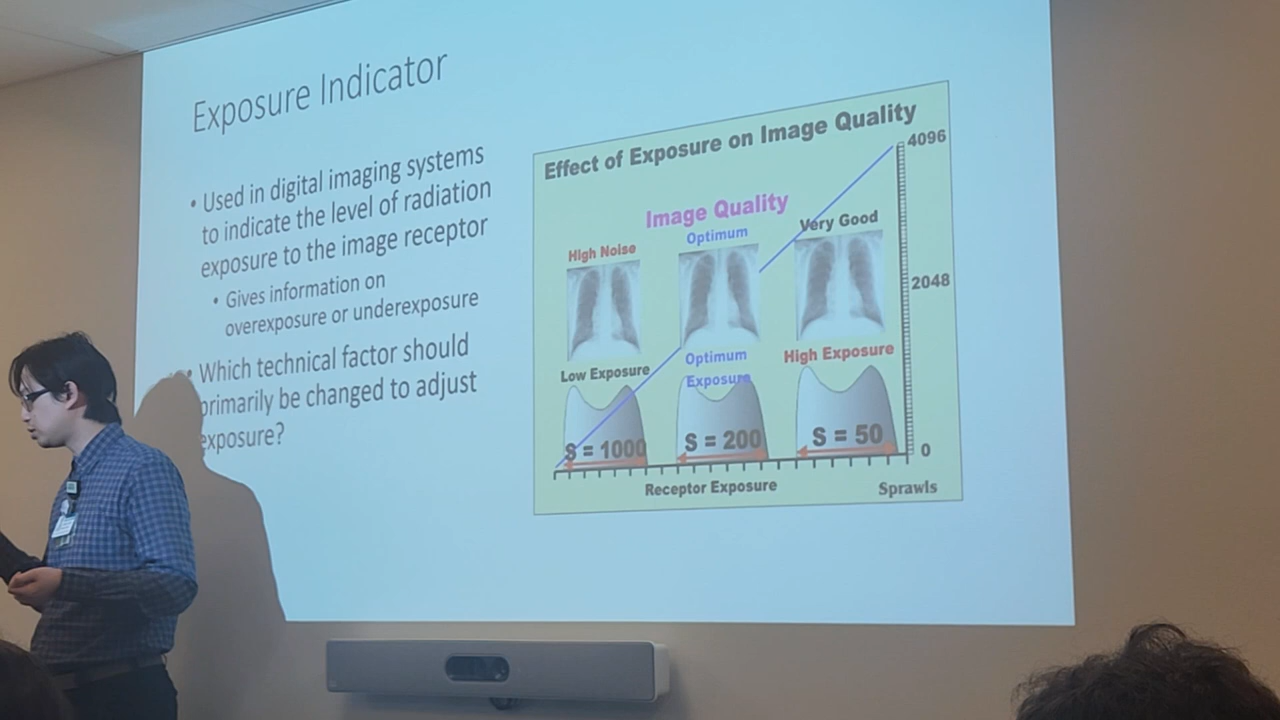 Exposure Indicator
• Used in digital imaging systems
to indicate the level of radiation
exposure to the image receptor
• Gives information on
overexposure or underexposure
• Which technical factor should
primarily be changed to adjust
exposure?
Effect of Exposure on Image Quality
4096
Image Quality
High Noise
Optimum
Very Good
2048
Low Exposure
Optimum
Exposure
High Exposure
S = 1000
S = 200
S = 50
0
Receptor Exposure
Sprawls